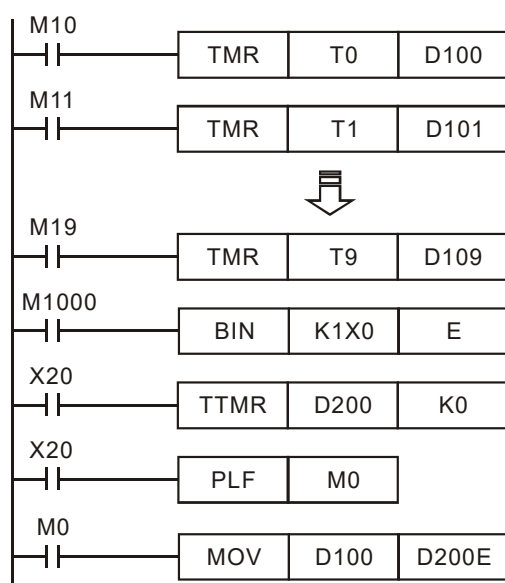 M10
TMR T0 D100
M11
TMR T1 D101
M19
TMR T9 D109
M1000
BIN K1X0 E
X20
TTMR D200 K0
X20
PLF M0
M0
MOV D100 D200E